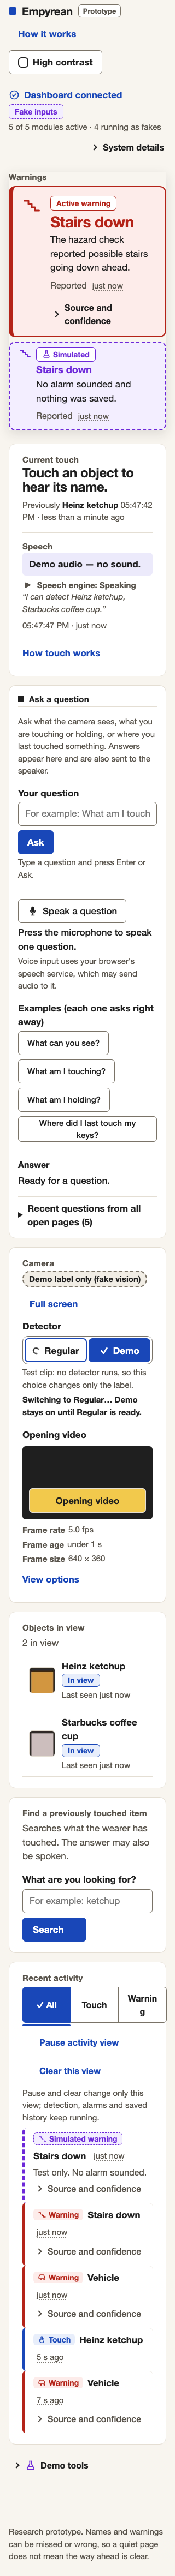 Empyrean Prototype
How it works
High contrast
Dashboard connected
Fake inputs
5 of 5 modules active · 4 running as fakes
System details
Warnings
Active warning
Stairs down
The hazard check
reported possible stairs
going down ahead.
Reported just now
Source and
confidence
Simulated
Stairs down
No alarm sounded and
nothing was saved.
Reported just now
Current touch
Touch an object to
hear its name.
Previously Heinz ketchup 05:47:42
PM · less than a minute ago
Speech
Demo audio — no sound.
Speech engine: Speaking
“I can detect Heinz ketchup,
Starbucks coffee cup.”
05:47:47 PM · just now
How touch works
Ask a question
Ask what the camera sees, what you
are touching or holding, or where you
last touched something. Answers
appear here and are also sent to the
speaker.
Your question
For example: What am I touch
Ask
Type a question and press Enter or
Ask.
Speak a question
Press the microphone to speak
one question.
Voice input uses your browser's
speech service, which may send
audio to it.
Examples (each one asks right
away)
What can you see?
What am I touching?
What am I holding?
Where did I last touch my
keys?
Answer
Ready for a question.
Recent questions from all
open pages (5)
Camera
Demo label only (fake vision)
Full screen
Detector
Regular Demo
Test clip: no detector runs, so this
choice changes only the label.
Switching to Regular… Demo
stays on until Regular is ready.
Opening video
Opening video
Frame rate 5.0 fps
Frame age under 1 s
Frame size 640 × 360
View options
Objects in view
2 in view
Heinz ketchup
In view
Last seen just now
Starbucks coffee
cup
In view
Last seen just now
Find a previously touched item
Searches what the wearer has
touched. The answer may also
be spoken.
What are you looking for?
For example: ketchup
Search
Recent activity
All Touch Warnin
g
Pause activity view
Clear this view
Pause and clear change only this
view; detection, alarms and saved
history keep running.
Simulated warning
Stairs down just now
Test only. No alarm sounded.
Source and confidence
Warning Stairs down
just now
Source and confidence
Warning Vehicle
just now
Source and confidence
Touch Heinz ketchup
5 s ago
Warning Vehicle
7 s ago
Source and confidence
Demo tools
Research prototype. Names and warnings
can be missed or wrong, so a quiet page
does not mean the way ahead is clear.